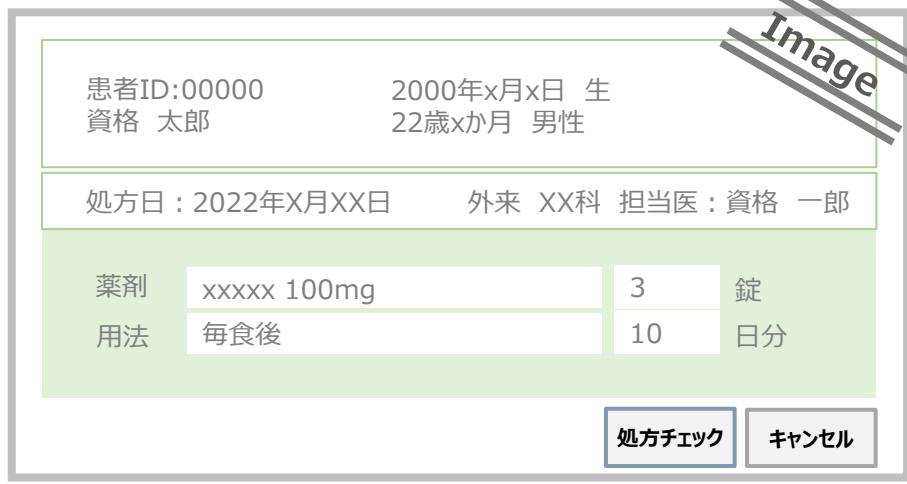 Image
患者ID:00000 2000年x月x日 生
資格 太郎 22歳xか月 男性
処方日：2022年X月XX日 外来 XX科 担当医：資格 一郎
薬剤 xxxxx 100mg 3 錠
用法 毎食後 10 日分
処方チェック キャンセル